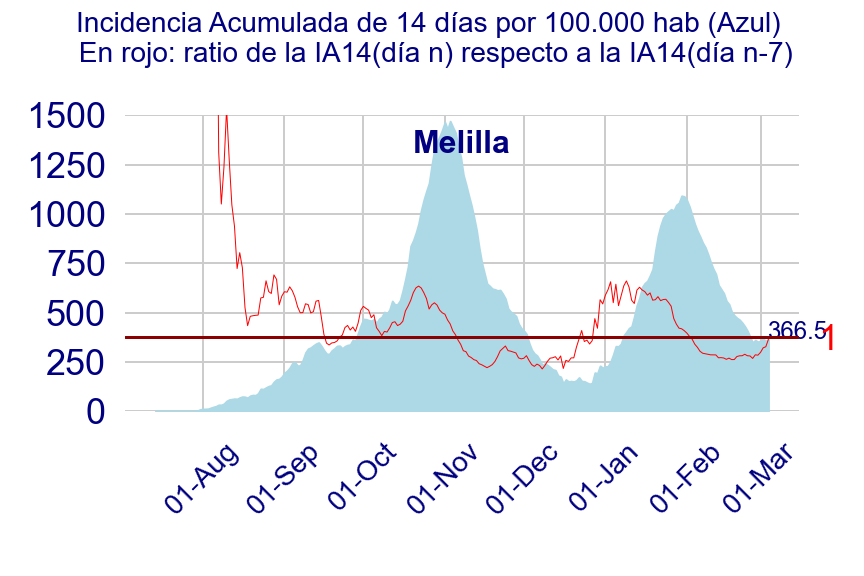 Incidencia Acumulada de 14 días por 100.000 hab (Azul)
En rojo: ratio de la IA14(día n) respecto a la IA14(día n-7)
Melilla
1500
1250
1000
750
500
250
0
366.5
1
01-Aug
01-Sep
01-Oct
01-Nov
01-Dec
01-Jan
01-Feb
01-Mar